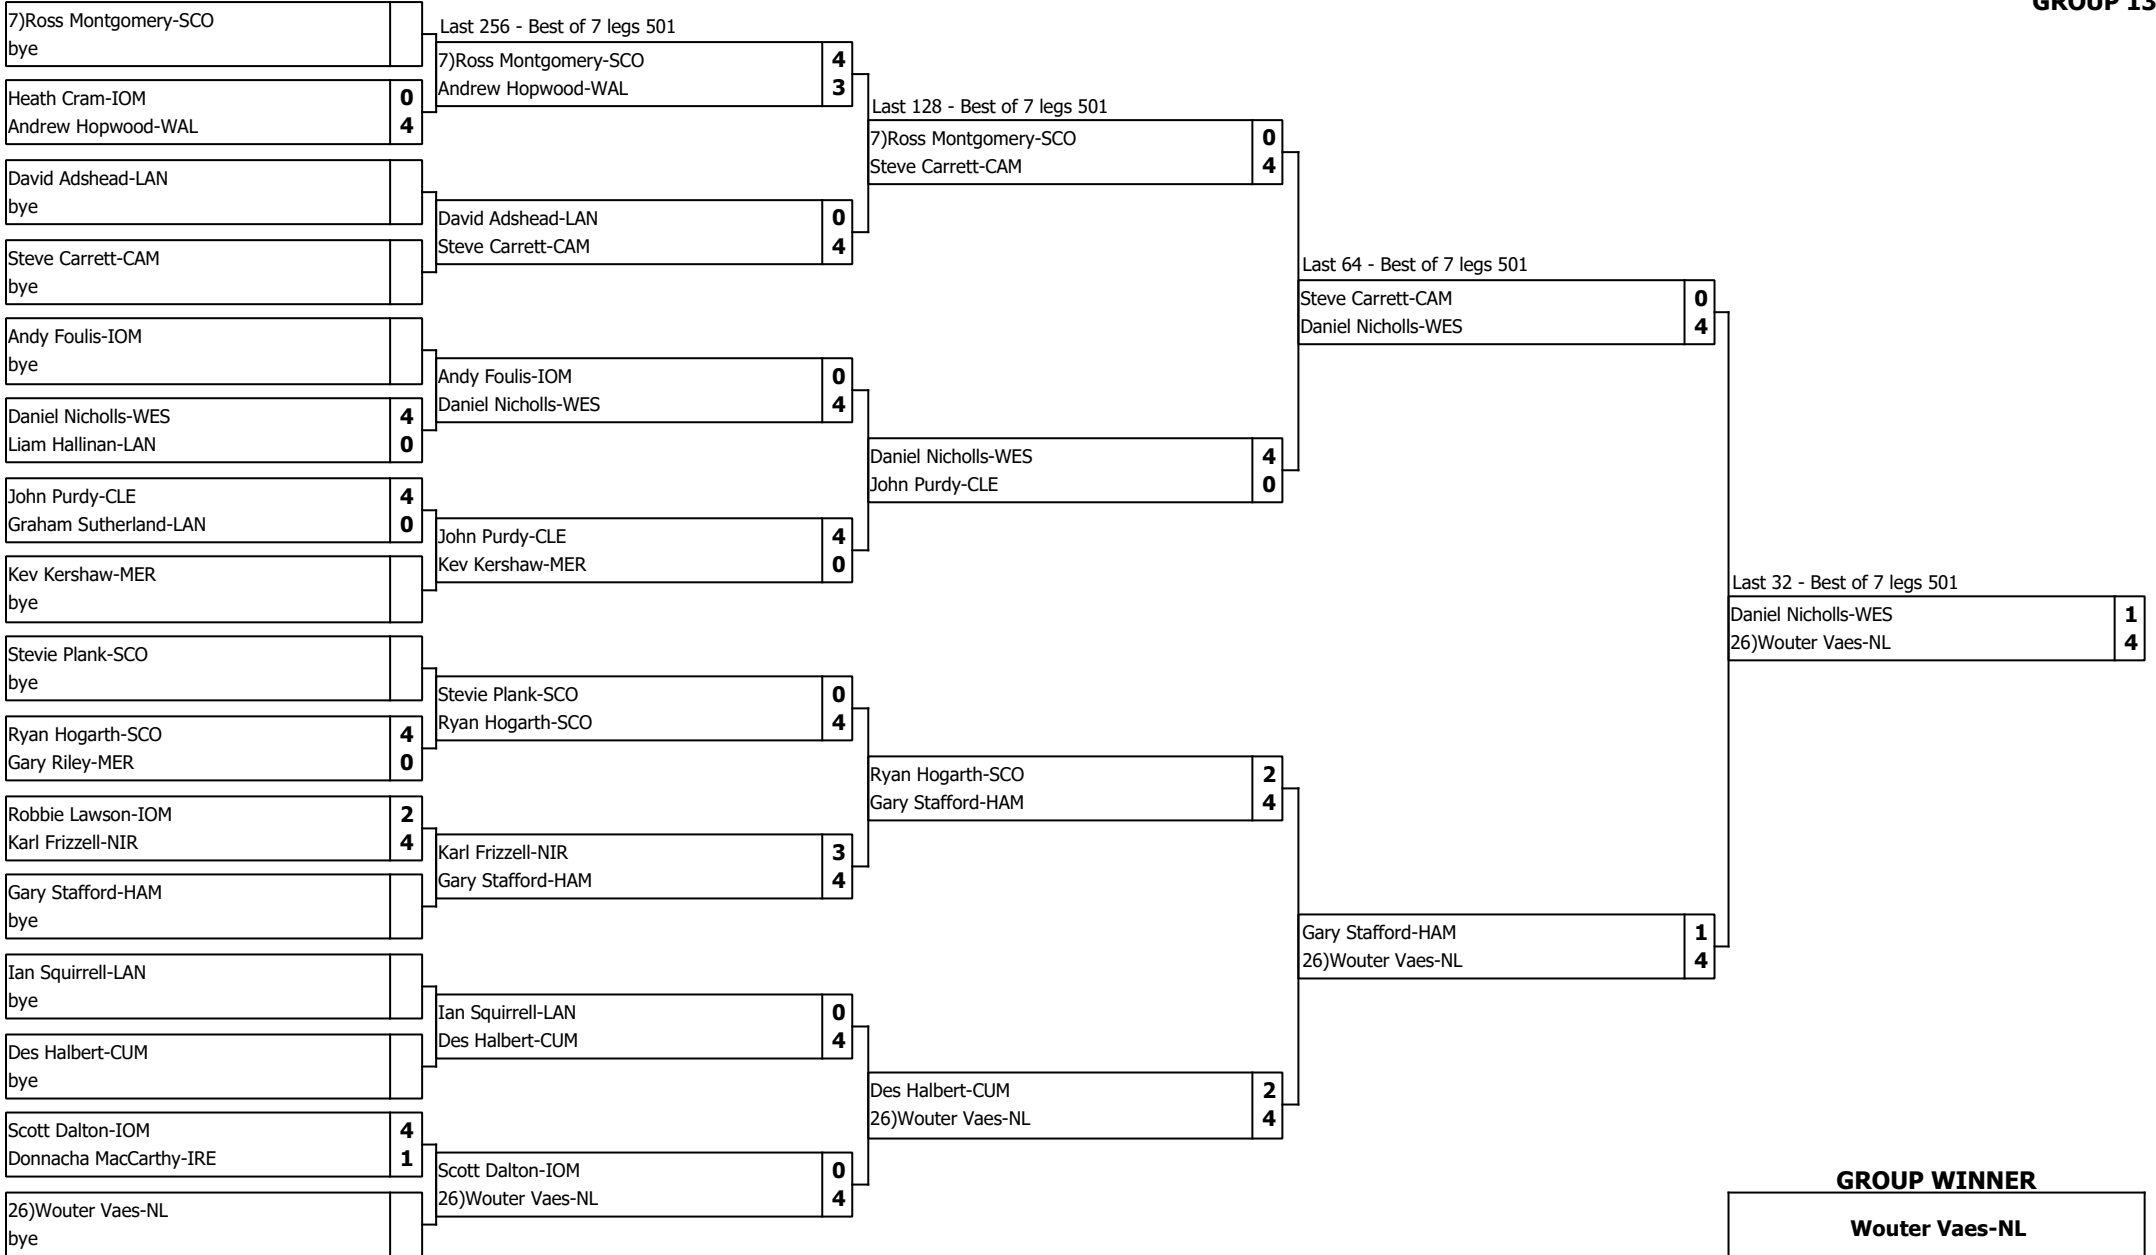 GROUP 13
7)Ross Montgomery-SCO
bye
Heath Cram-IOM 0
Andrew Hopwood-WAL 4
David Adshead-LAN
bye
Steve Carrett-CAM
bye
Andy Foulis-IOM
bye
Daniel Nicholls-WES 4
Liam Hallinan-LAN 0
John Purdy-CLE 4
Graham Sutherland-LAN 0
Kev Kershaw-MER
bye
Stevie Plank-SCO
bye
Ryan Hogarth-SCO 4
Gary Riley-MER 0
Robbie Lawson-IOM 2
Karl Frizzell-NIR 4
Gary Stafford-HAM
bye
Ian Squirrell-LAN
bye
Des Halbert-CUM
bye
Scott Dalton-IOM 4
Donnacha MacCarthy-IRE 1
26)Wouter Vaes-NL
bye
Last 256 - Best of 7 legs 501
7)Ross Montgomery-SCO 4
Andrew Hopwood-WAL 3
David Adshead-LAN 0
Steve Carrett-CAM 4
Andy Foulis-IOM 0
Daniel Nicholls-WES 4
John Purdy-CLE 4
Kev Kershaw-MER 0
Stevie Plank-SCO 0
Ryan Hogarth-SCO 4
Karl Frizzell-NIR 3
Gary Stafford-HAM 4
Ian Squirrell-LAN 0
Des Halbert-CUM 4
Scott Dalton-IOM 0
26)Wouter Vaes-NL 4
Last 128 - Best of 7 legs 501
7)Ross Montgomery-SCO 0
Steve Carrett-CAM 4
Daniel Nicholls-WES 4
John Purdy-CLE 0
Ryan Hogarth-SCO 2
Gary Stafford-HAM 4
Des Halbert-CUM 2
26)Wouter Vaes-NL 4
Last 64 - Best of 7 legs 501
Steve Carrett-CAM 0
Daniel Nicholls-WES 4
Gary Stafford-HAM 1
26)Wouter Vaes-NL 4
Last 32 - Best of 7 legs 501
Daniel Nicholls-WES 1
26)Wouter Vaes-NL 4
GROUP WINNER
Wouter Vaes-NL